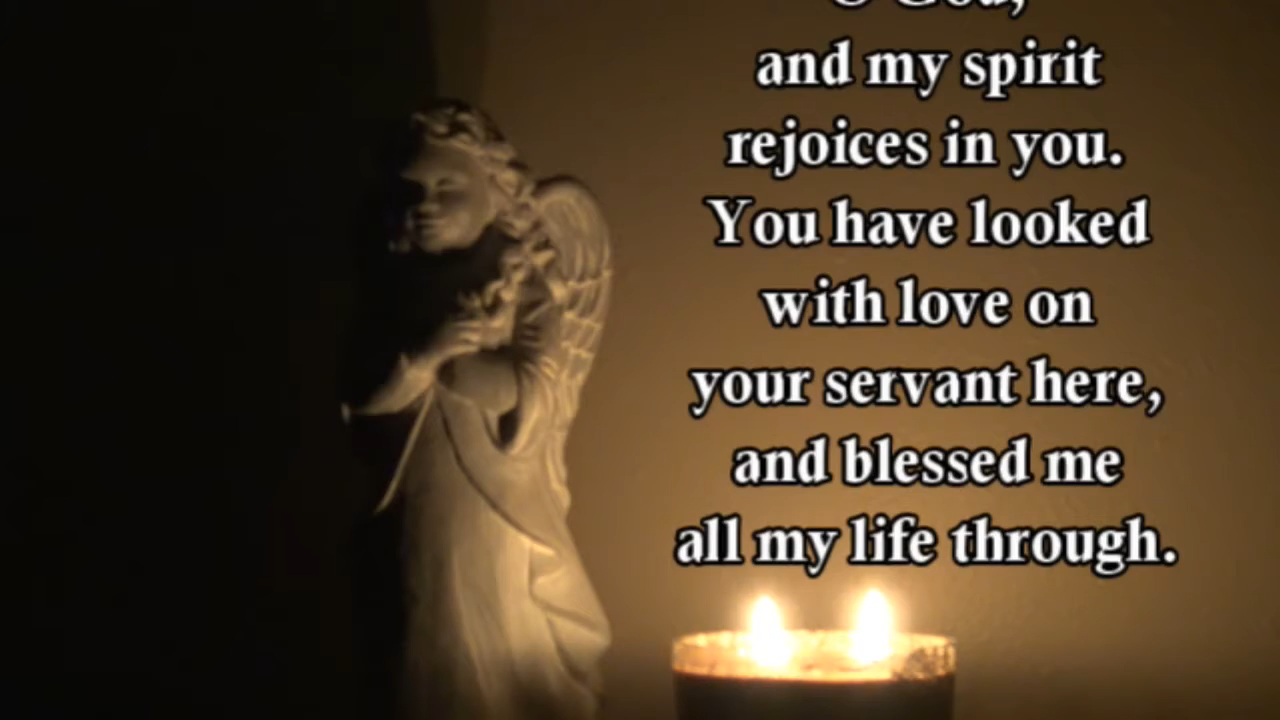 O God,
and my spirit
rejoices in you.
You have looked
with love on
your servant here,
and blessed me
all my life through.